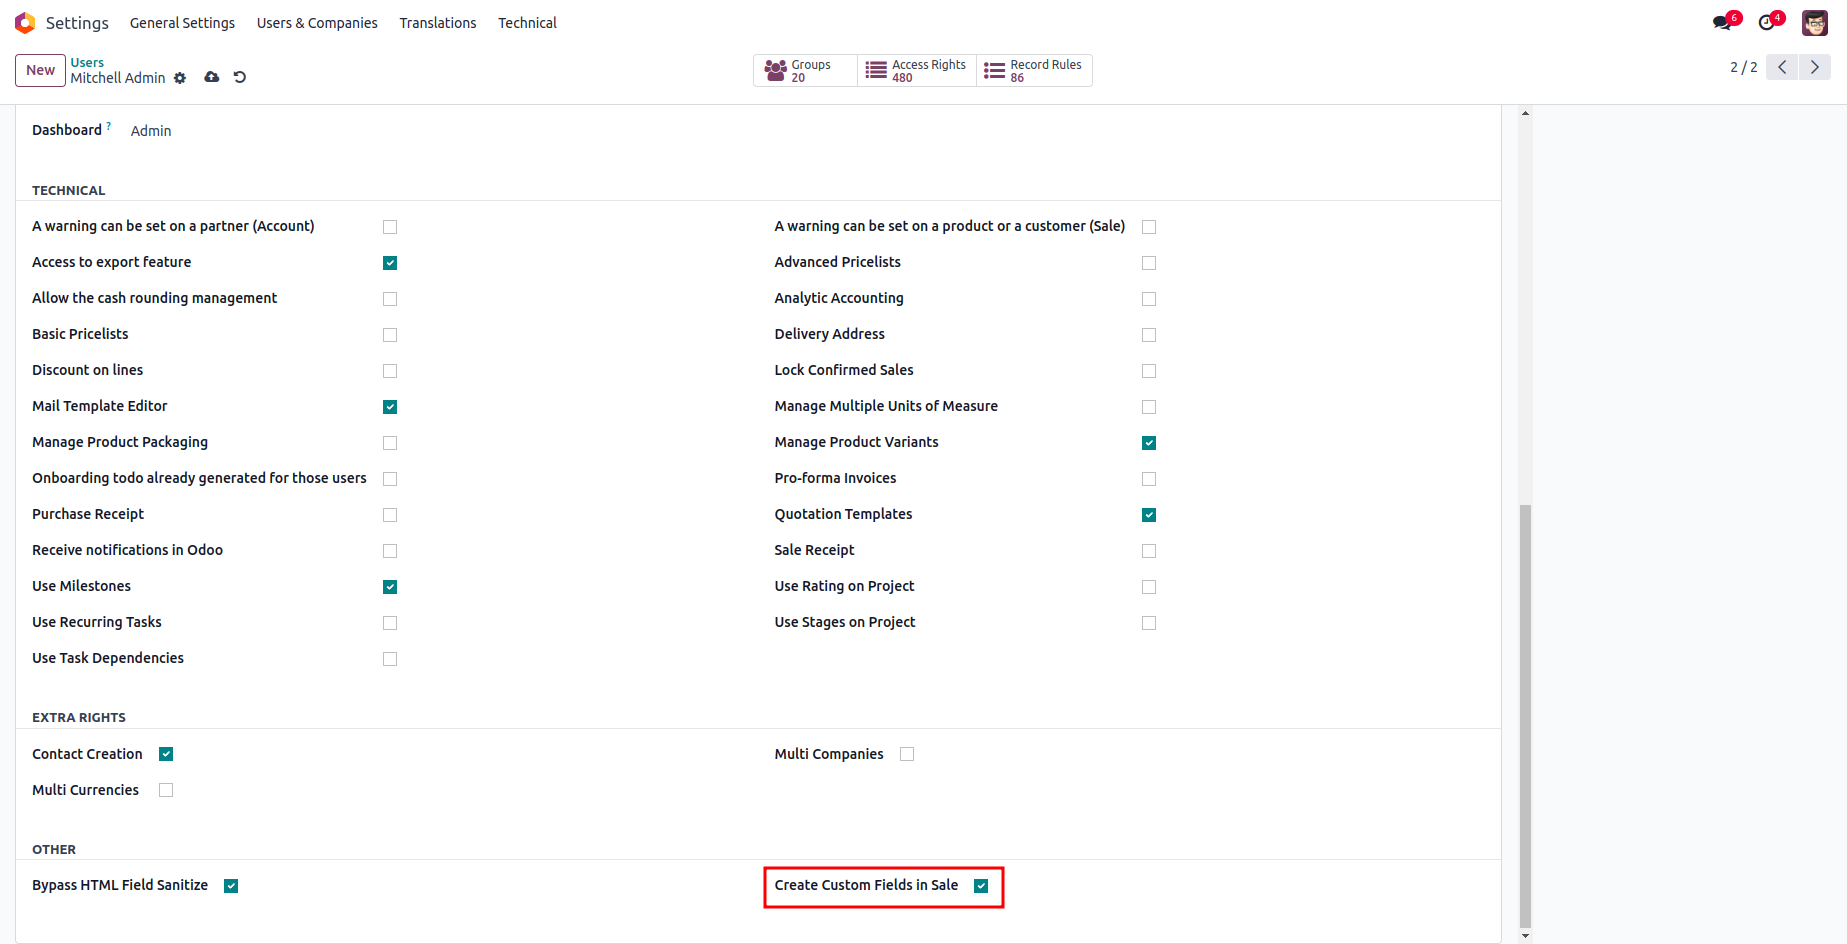 Settings General Settings Users & Companies Translations Technical 6 4
New Users Mitchell Admin Groups 20 Access Rights 480 Record Rules 86 2 / 2
Dashboard ? Admin
TECHNICAL
A warning can be set on a partner (Account) A warning can be set on a product or a customer (Sale)
Access to export feature Advanced Pricelists
Allow the cash rounding management Analytic Accounting
Basic Pricelists Delivery Address
Discount on lines Lock Confirmed Sales
Mail Template Editor Manage Multiple Units of Measure
Manage Product Packaging Manage Product Variants
Onboarding todo already generated for those users Pro-forma Invoices
Purchase Receipt Quotation Templates
Receive notifications in Odoo Sale Receipt
Use Milestones Use Rating on Project
Use Recurring Tasks Use Stages on Project
Use Task Dependencies
EXTRA RIGHTS
Contact Creation Multi Companies
Multi Currencies
OTHER
Bypass HTML Field Sanitize Create Custom Fields in Sale